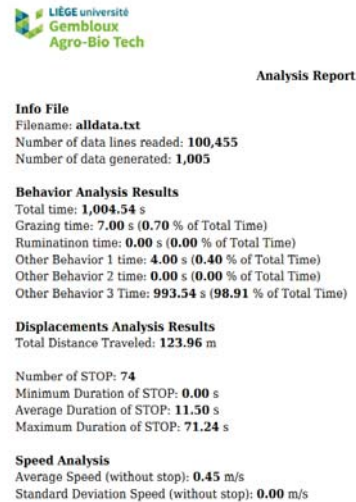 LIÈGE université
Gembloux
Agro-Bio Tech
Analysis Report
Info File
Filename: alldata.txt
Number of data lines readed: 100,455
Number of data generated: 1,005
Behavior Analysis Results
Total time: 1,004.54 s
Grazing time: 7.00 s (0.70 % of Total Time)
Ruminatinon time: 0.00 s (0.00 % of Total Time)
Other Behavior 1 time: 4.00 s (0.40 % of Total Time)
Other Behavior 2 time: 0.00 s (0.00 % of Total Time)
Other Behavior 3 Time: 993.54 s (98.91 % of Total Time)
Displacements Analysis Results
Total Distance Traveled: 123.96 m
Number of STOP: 74
Minimum Duration of STOP: 0.00 s
Average Duration of STOP: 11.50 s
Maximum Duration of STOP: 71.24 s
Speed Analysis
Average Speed (without stop): 0.45 m/s
Standard Deviation Speed (without stop): 0.00 m/s